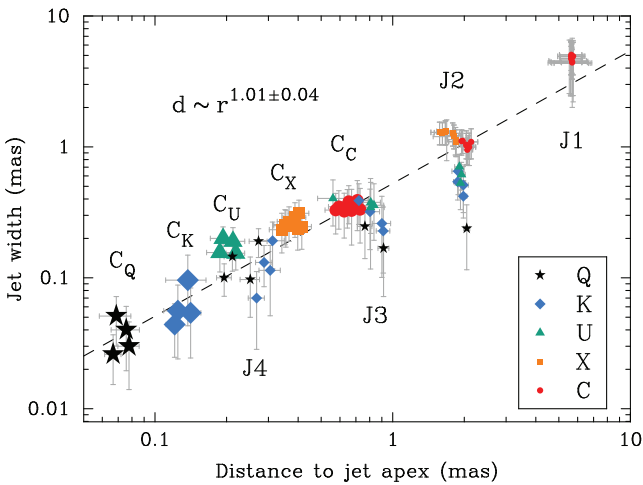 10
1
0.1
0.01
Jet width (mas)
d ~ r^1.01±0.04
J2
J1
C_C
C_X
C_U
C_K
C_Q
J3
J4
Q
K
U
X
C
0.1
1
10
Distance to jet apex (mas)